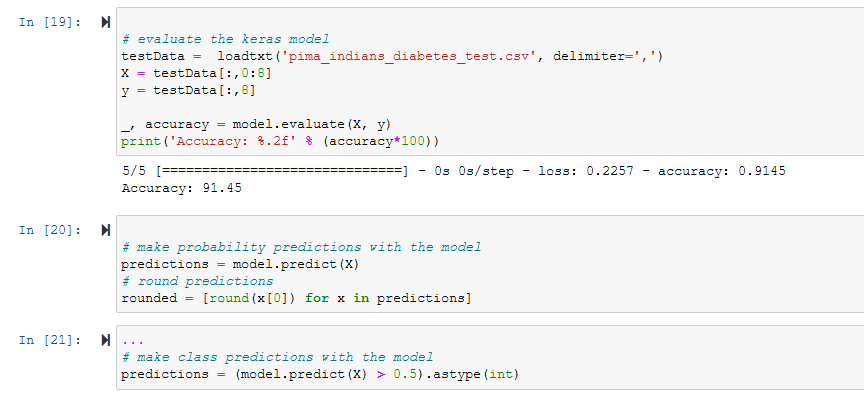 In [19]:
# evaluate the keras model
testData =  loadtxt('pima_indians_diabetes_test.csv', delimiter=',')
X = testData[:,0:8]
y = testData[:,8]
_, accuracy = model.evaluate(X, y)
print('Accuracy: %.2f' % (accuracy*100))
5/5 [==============================] - 0s 0s/step - loss: 0.2257 - accuracy: 0.9145
Accuracy: 91.45
In [20]:
# make probability predictions with the model
predictions = model.predict(X)
# round predictions
rounded = [round(x[0]) for x in predictions]
In [21]:
...
# make class predictions with the model
predictions = (model.predict(X) > 0.5).astype(int)